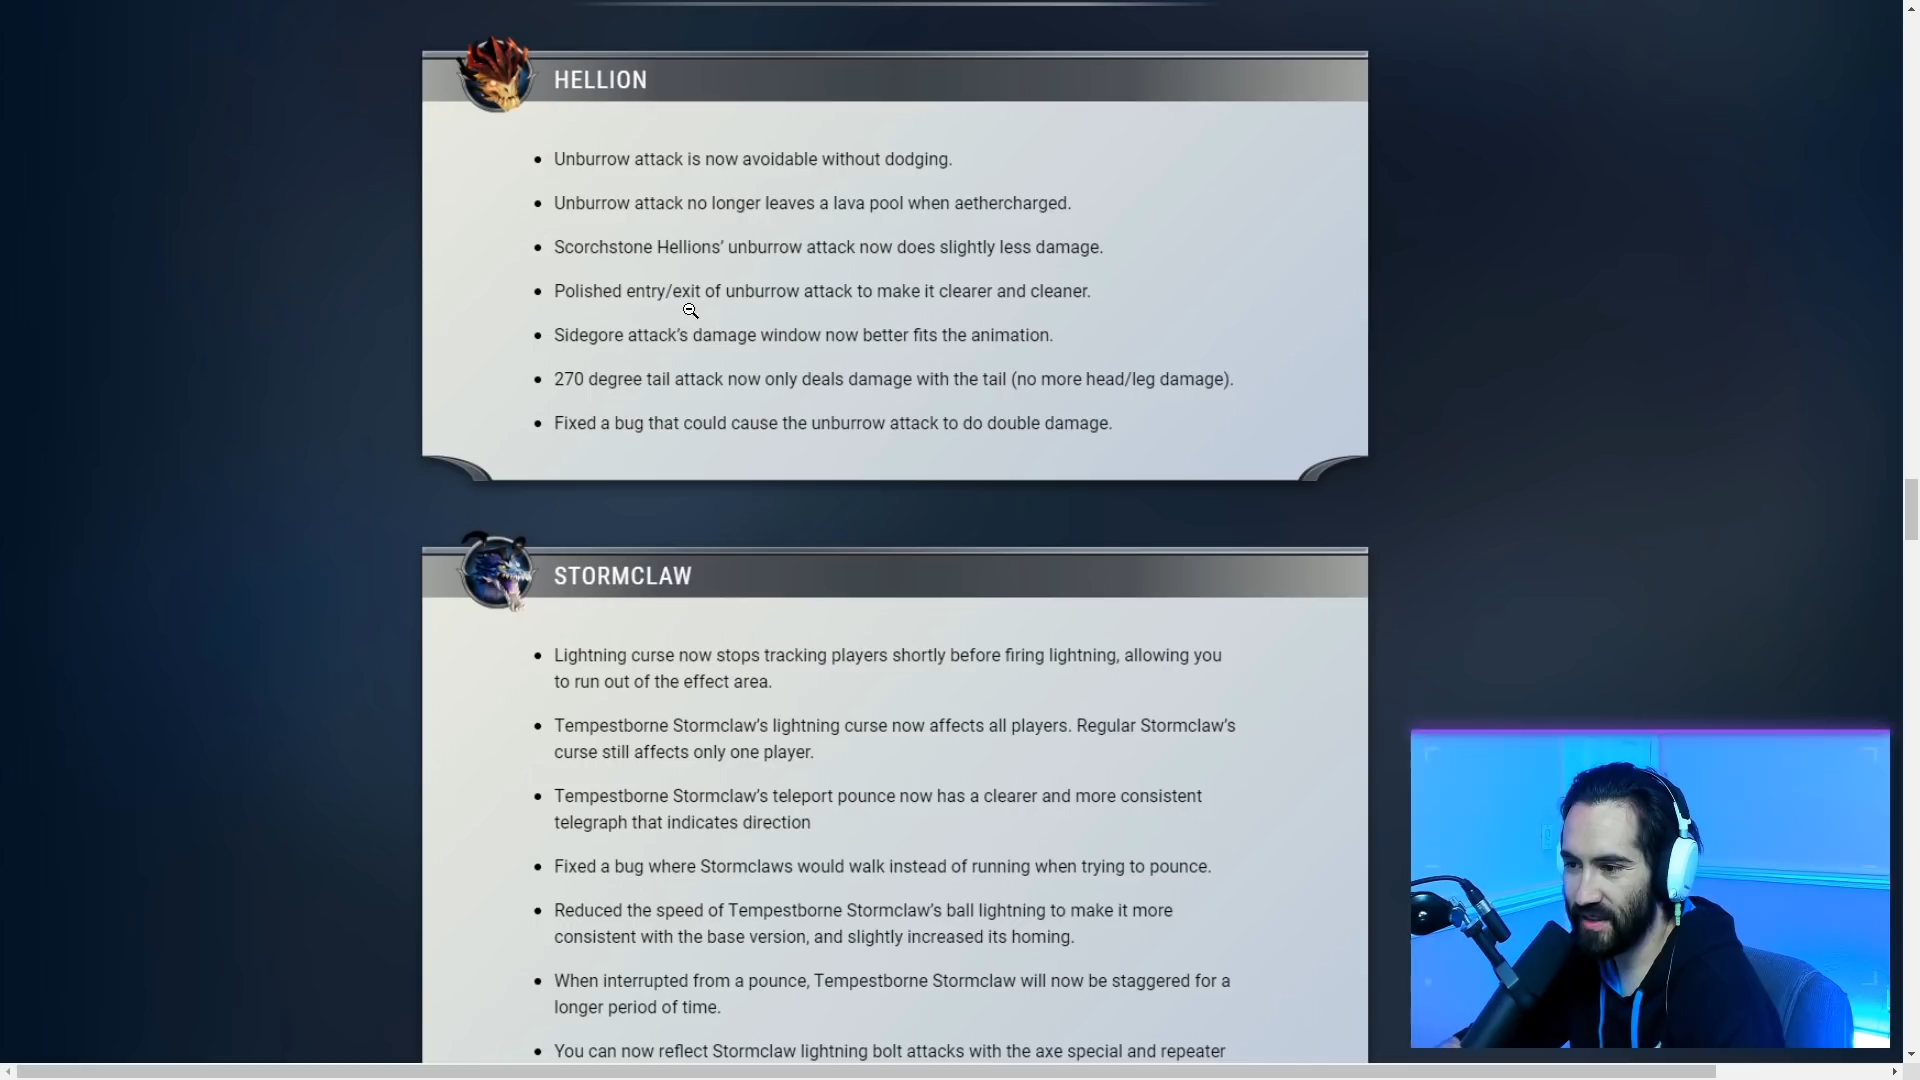 HELLION
Unburrow attack is now avoidable without dodging.
Unburrow attack no longer leaves a lava pool when aethercharged.
Scorchstone Hellions’ unburrow attack now does slightly less damage.
Polished entry/exit of unburrow attack to make it clearer and cleaner.
Sidegore attack’s damage window now better fits the animation.
270 degree tail attack now only deals damage with the tail (no more head/leg damage).
Fixed a bug that could cause the unburrow attack to do double damage.
STORMCLAW
Lightning curse now stops tracking players shortly before firing lightning, allowing you
to run out of the effect area.
Tempestborne Stormclaw’s lightning curse now affects all players. Regular Stormclaw’s
curse still affects only one player.
Tempestborne Stormclaw’s teleport pounce now has a clearer and more consistent
telegraph that indicates direction
Fixed a bug where Stormclaws would walk instead of running when trying to pounce.
Reduced the speed of Tempestborne Stormclaw’s ball lightning to make it more
consistent with the base version, and slightly increased its homing.
When interrupted from a pounce, Tempestborne Stormclaw will now be staggered for a
longer period of time.
You can now reflect Stormclaw lightning bolt attacks with the axe special and repeater